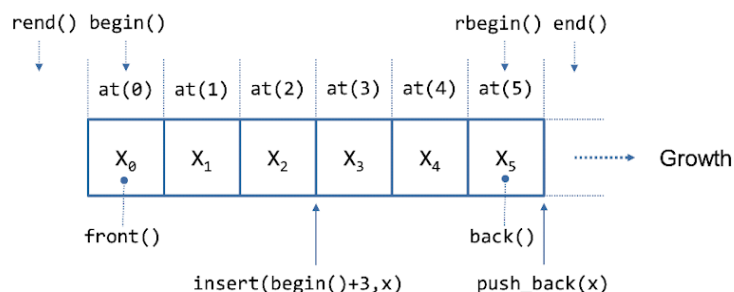 rend() begin() rbegin() end()
at(0) at(1) at(2) at(3) at(4) at(5)
X₀ X₁ X₂ X₃ X₄ X₅
Growth
front() back()
insert(begin()+3,x) push_back(x)